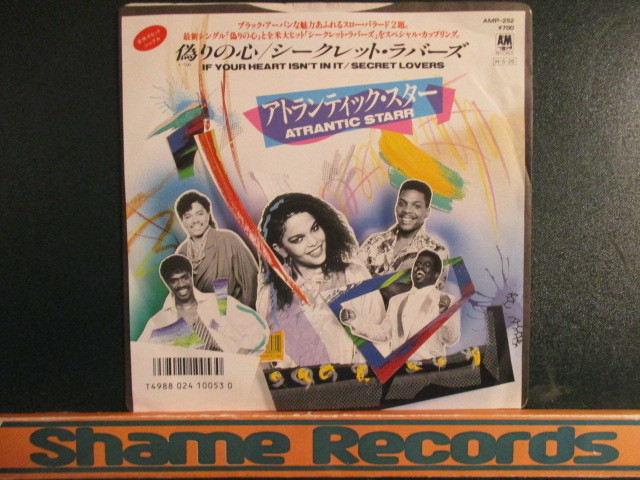 ブラック・アーバンな魅力あふれるスロー・バラード2題。
最新シングル「偽りの心」と全米大ヒット「シークレット・ラバーズ」をスペシャル・カップリング。
AMP-252
¥700
偽りの心/シークレット・ラバーズ
IF YOUR HEART ISN'T IN IT/SECRET LOVERS
A&M
RECORDS
アトランティック・スター
ATRANTIC STARR
T4988 024 10053 0
Shame Records